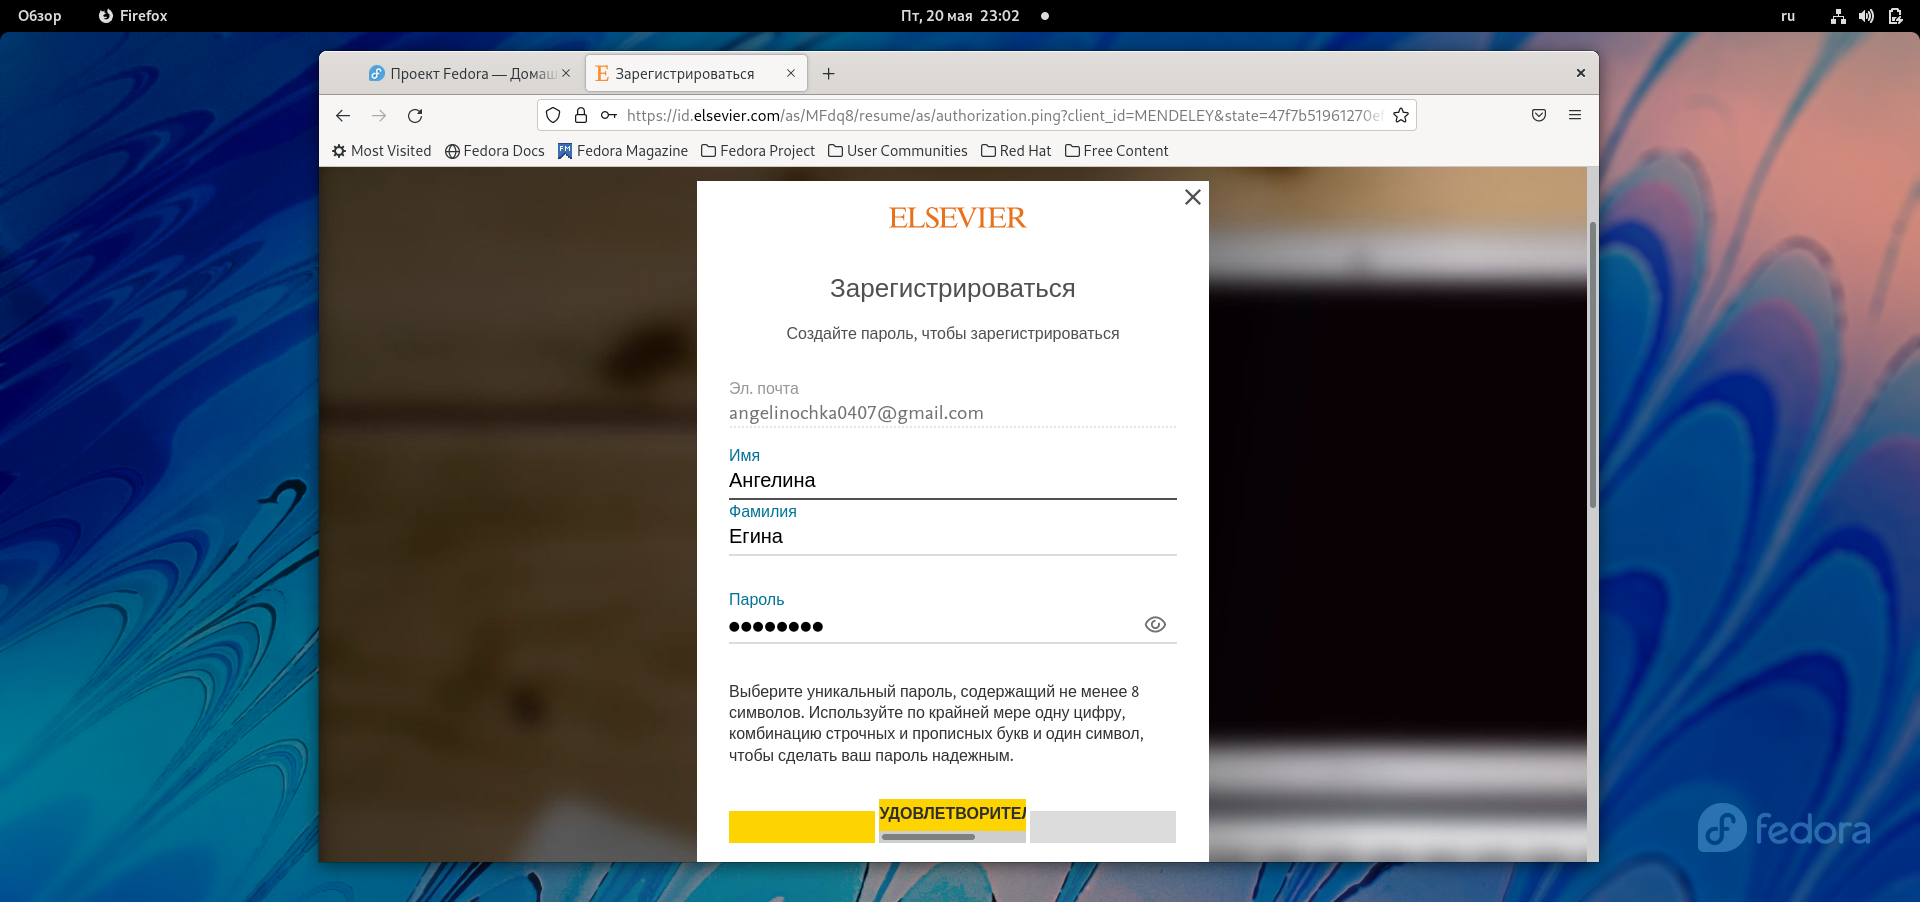 Обзор Firefox Пт, 20 мая 23:02 ru
Проект Fedora — Домаш Зарегистрироваться
https://id.elsevier.com/as/MFdq8/resume/as/authorization.ping?client_id=MENDELEY&state=47f7b51961270e
Most Visited Fedora Docs Fedora Magazine Fedora Project User Communities Red Hat Free Content
ELSEVIER
Зарегистрироваться
Создайте пароль, чтобы зарегистрироваться
Эл. почта
angelinochka0407@gmail.com
Имя
Ангелина
Фамилия
Егина
Пароль
Выберите уникальный пароль, содержащий не менее 8
символов. Используйте по крайней мере одну цифру,
комбинацию строчных и прописных букв и один символ,
чтобы сделать ваш пароль надежным.
УДОВЛЕТВОРИТЕЛ
fedora